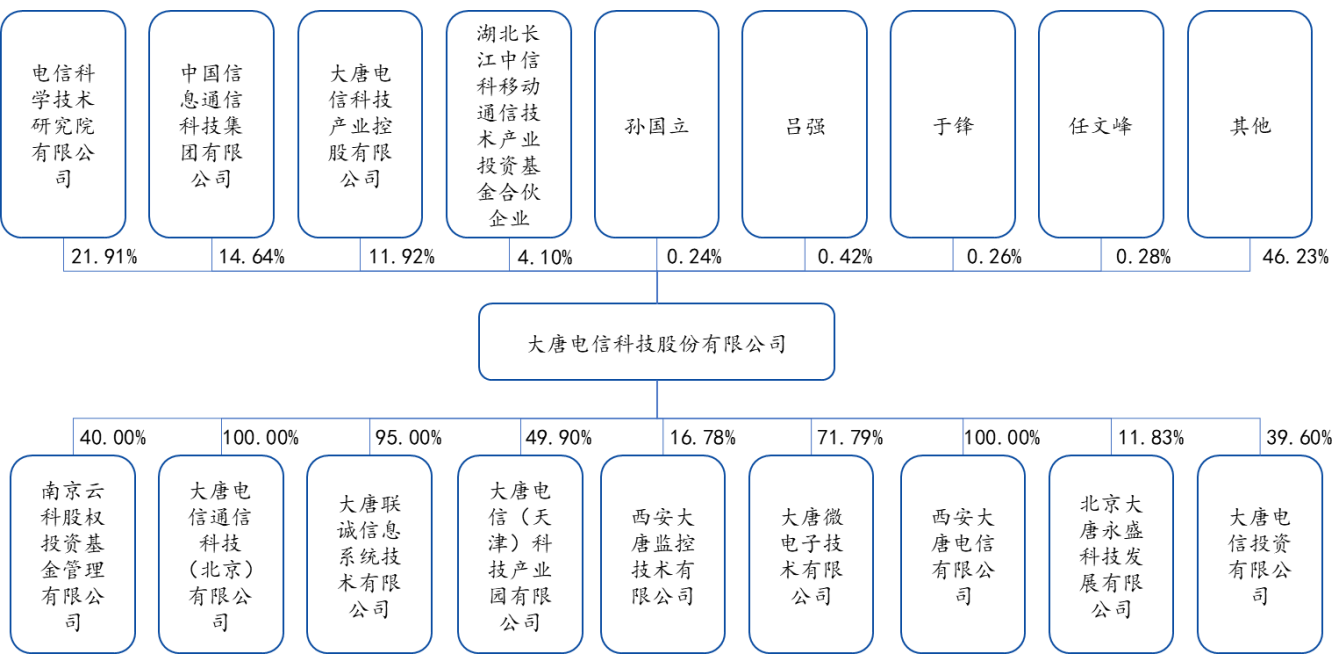 电信科
学技术
研究院
有限公
司
中国信
息通信
科技集
团有限
公司
大唐电
信科技
产业控
股有限
公司
湖北长
江中信
科移动
通信技
术产业
投资基
金合伙
企业
孙国立
吕强
于锋
任文峰
其他
21.91%
14.64%
11.92%
4.10%
0.24%
0.42%
0.26%
0.28%
46.23%
大唐电信科技股份有限公司
40.00%
100.00%
95.00%
49.90%
16.78%
71.79%
100.00%
11.83%
39.60%
南京云
科股权
投资基
金管理
有限公
司
大唐电
信通信
科技
（北京）
有限公
司
大唐联
诚信息
系统技
术有限
公司
大唐电
信（天
津）科
技产业
园有限
公司
西安大
唐监控
技术有
限公司
大唐微
电子技
术有限
公司
西安大
唐电信
有限公
司
北京大
唐永盛
科技发
展有限
公司
大唐电
信投资
有限公
司